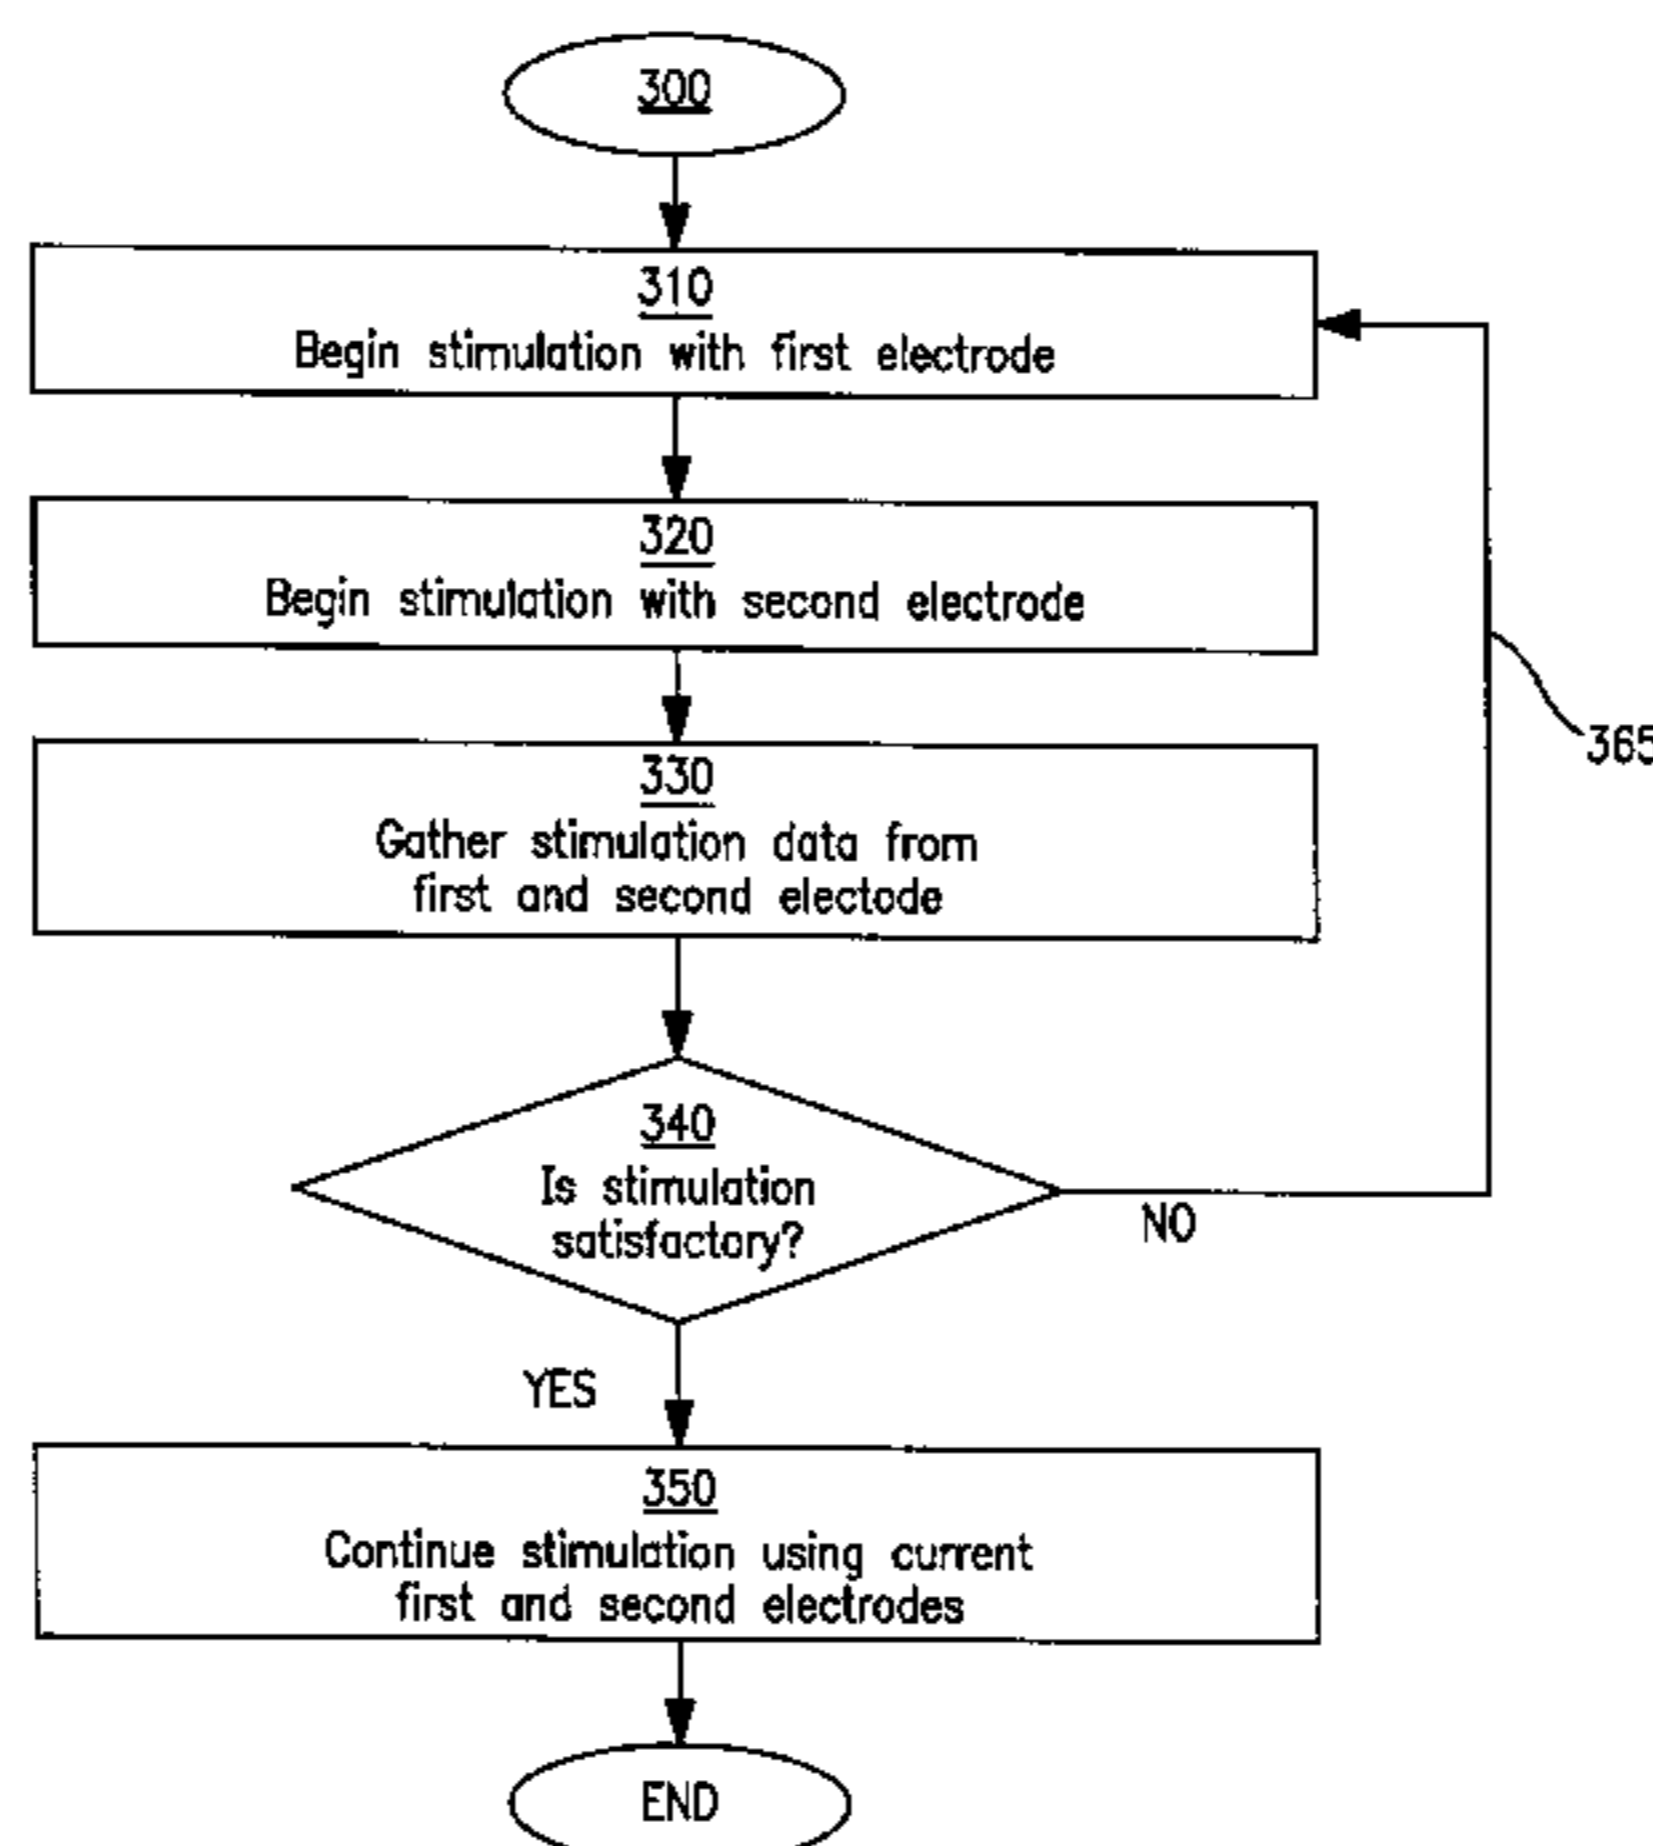 300
310
Begin stimulation with first electrode
320
Begin stimulation with second electrode
365
330
Gather stimulation data from
first and second electode
340
Is stimulation
satisfactory?
NO
YES
350
Continue stimulation using current
first and second electrodes
END